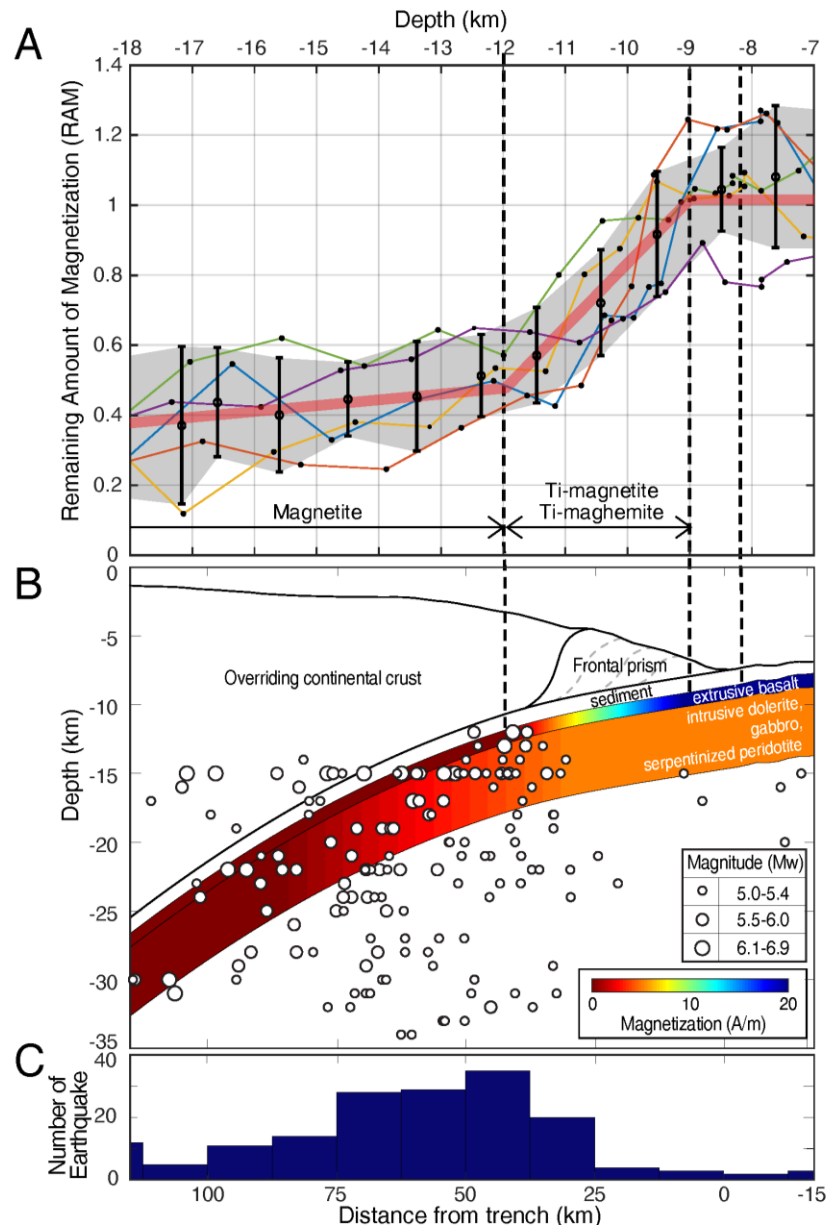 Depth (km)
-18 -17 -16 -15 -14 -13 -12 -11 -10 -9 -8 -7
A
Remaining Amount of Magnetization (RAM)
1.4
1.2
1
0.8
0.6
0.4
0.2
0
Magnetite
Ti-magnetite
Ti-maghemite
B
Depth (km)
0
-5
-10
-15
-20
-25
-30
-35
Overriding continental crust
Frontal prism
sediment
extrusive basalt
intrusive dolerite,
gabbro,
serpentinized peridotite
Magnitude (Mw)
5.0-5.4
5.5-6.0
6.1-6.9
0 10 20
Magnetization (A/m)
C
Number of
Earthquake
40
20
0
100 75 50 25 0 -15
Distance from trench (km)